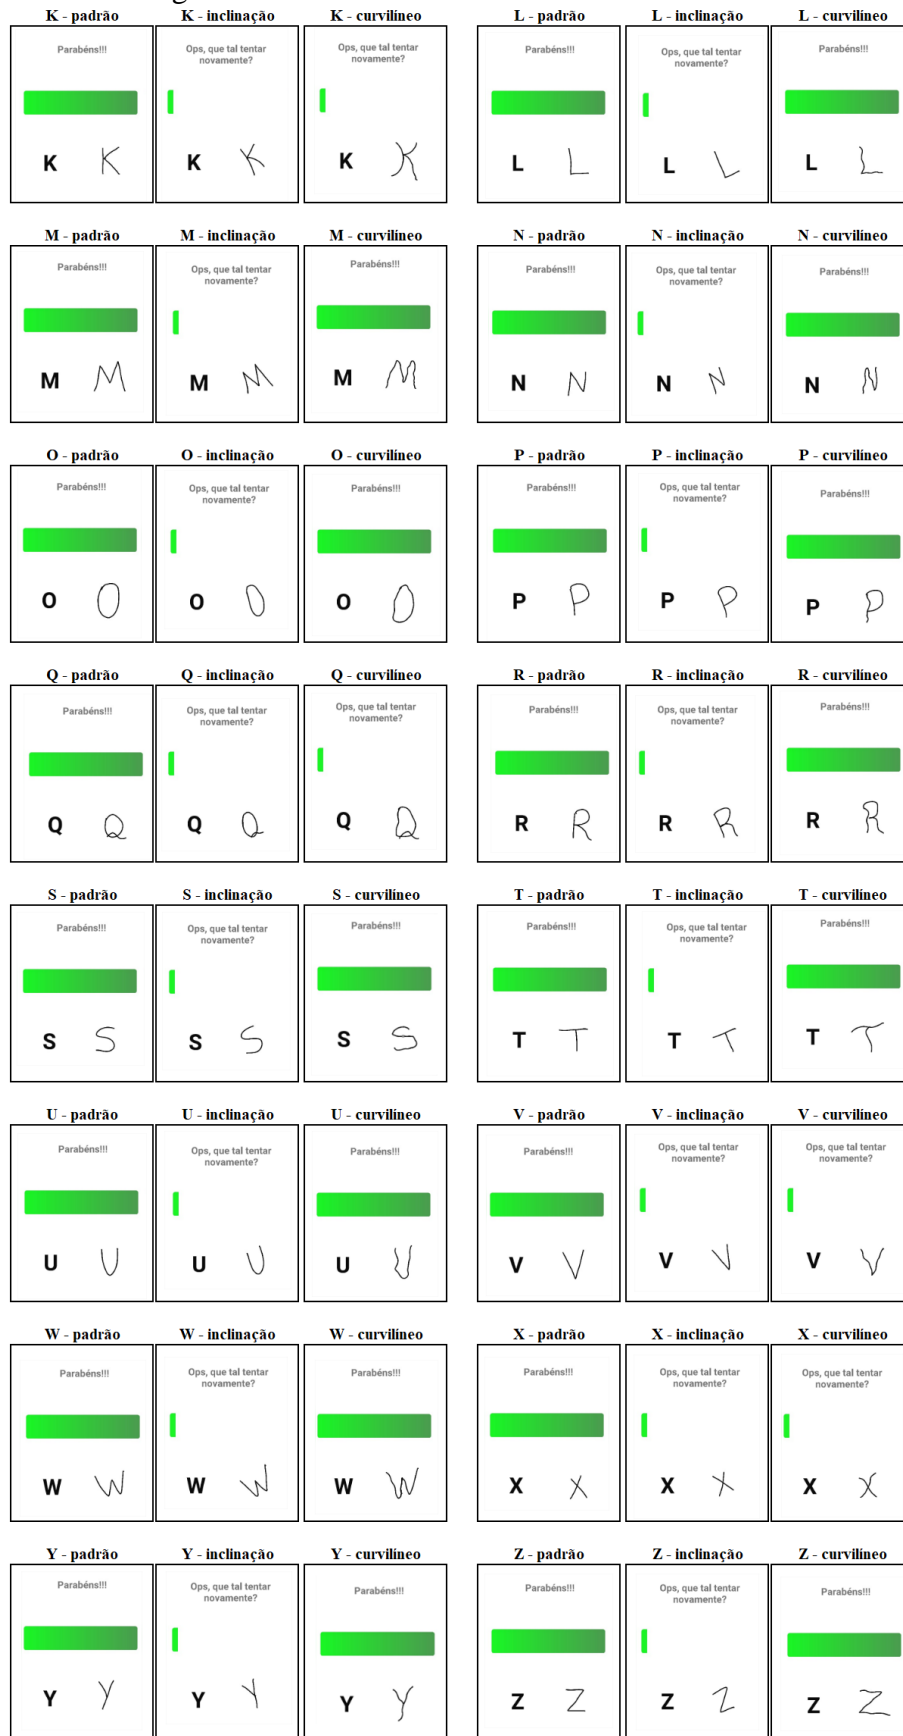 K - padrão K - inclinação K - curvilíneo L - padrão L - inclinação L - curvilíneo
Parabéns!!! Ops, que tal tentar novamente? Ops, que tal tentar novamente? Parabéns!!! Ops, que tal tentar novamente? Parabéns!!!
K K K K K K L L L L L L
M - padrão M - inclinação M - curvilíneo N - padrão N - inclinação N - curvilíneo
Parabéns!!! Ops, que tal tentar novamente? Parabéns!!! Parabéns!!! Ops, que tal tentar novamente? Parabéns!!!
M M M M M M N N N N N N
O - padrão O - inclinação O - curvilíneo P - padrão P - inclinação P - curvilíneo
Parabéns!!! Ops, que tal tentar novamente? Parabéns!!! Parabéns!!! Ops, que tal tentar novamente? Parabéns!!!
O O O O O O P P P P P P
Q - padrão Q - inclinação Q - curvilíneo R - padrão R - inclinação R - curvilíneo
Parabéns!!! Ops, que tal tentar novamente? Ops, que tal tentar novamente? Parabéns!!! Ops, que tal tentar novamente? Parabéns!!!
Q Q Q Q Q Q R R R R R R
S - padrão S - inclinação S - curvilíneo T - padrão T - inclinação T - curvilíneo
Parabéns!!! Ops, que tal tentar novamente? Parabéns!!! Parabéns!!! Ops, que tal tentar novamente? Parabéns!!!
S S S S S S T T T T T T
U - padrão U - inclinação U - curvilíneo V - padrão V - inclinação V - curvilíneo
Parabéns!!! Ops, que tal tentar novamente? Parabéns!!! Parabéns!!! Ops, que tal tentar novamente? Ops, que tal tentar novamente?
U U U U U U V V V V V V
W - padrão W - inclinação W - curvilíneo X - padrão X - inclinação X - curvilíneo
Parabéns!!! Ops, que tal tentar novamente? Parabéns!!! Parabéns!!! Ops, que tal tentar novamente? Ops, que tal tentar novamente?
W W W W W W X X X X X X
Y - padrão Y - inclinação Y - curvilíneo Z - padrão Z - inclinação Z - curvilíneo
Parabéns!!! Ops, que tal tentar novamente? Parabéns!!! Parabéns!!! Ops, que tal tentar novamente? Parabéns!!!
Y Y Y Y Y Y Z Z Z Z Z Z